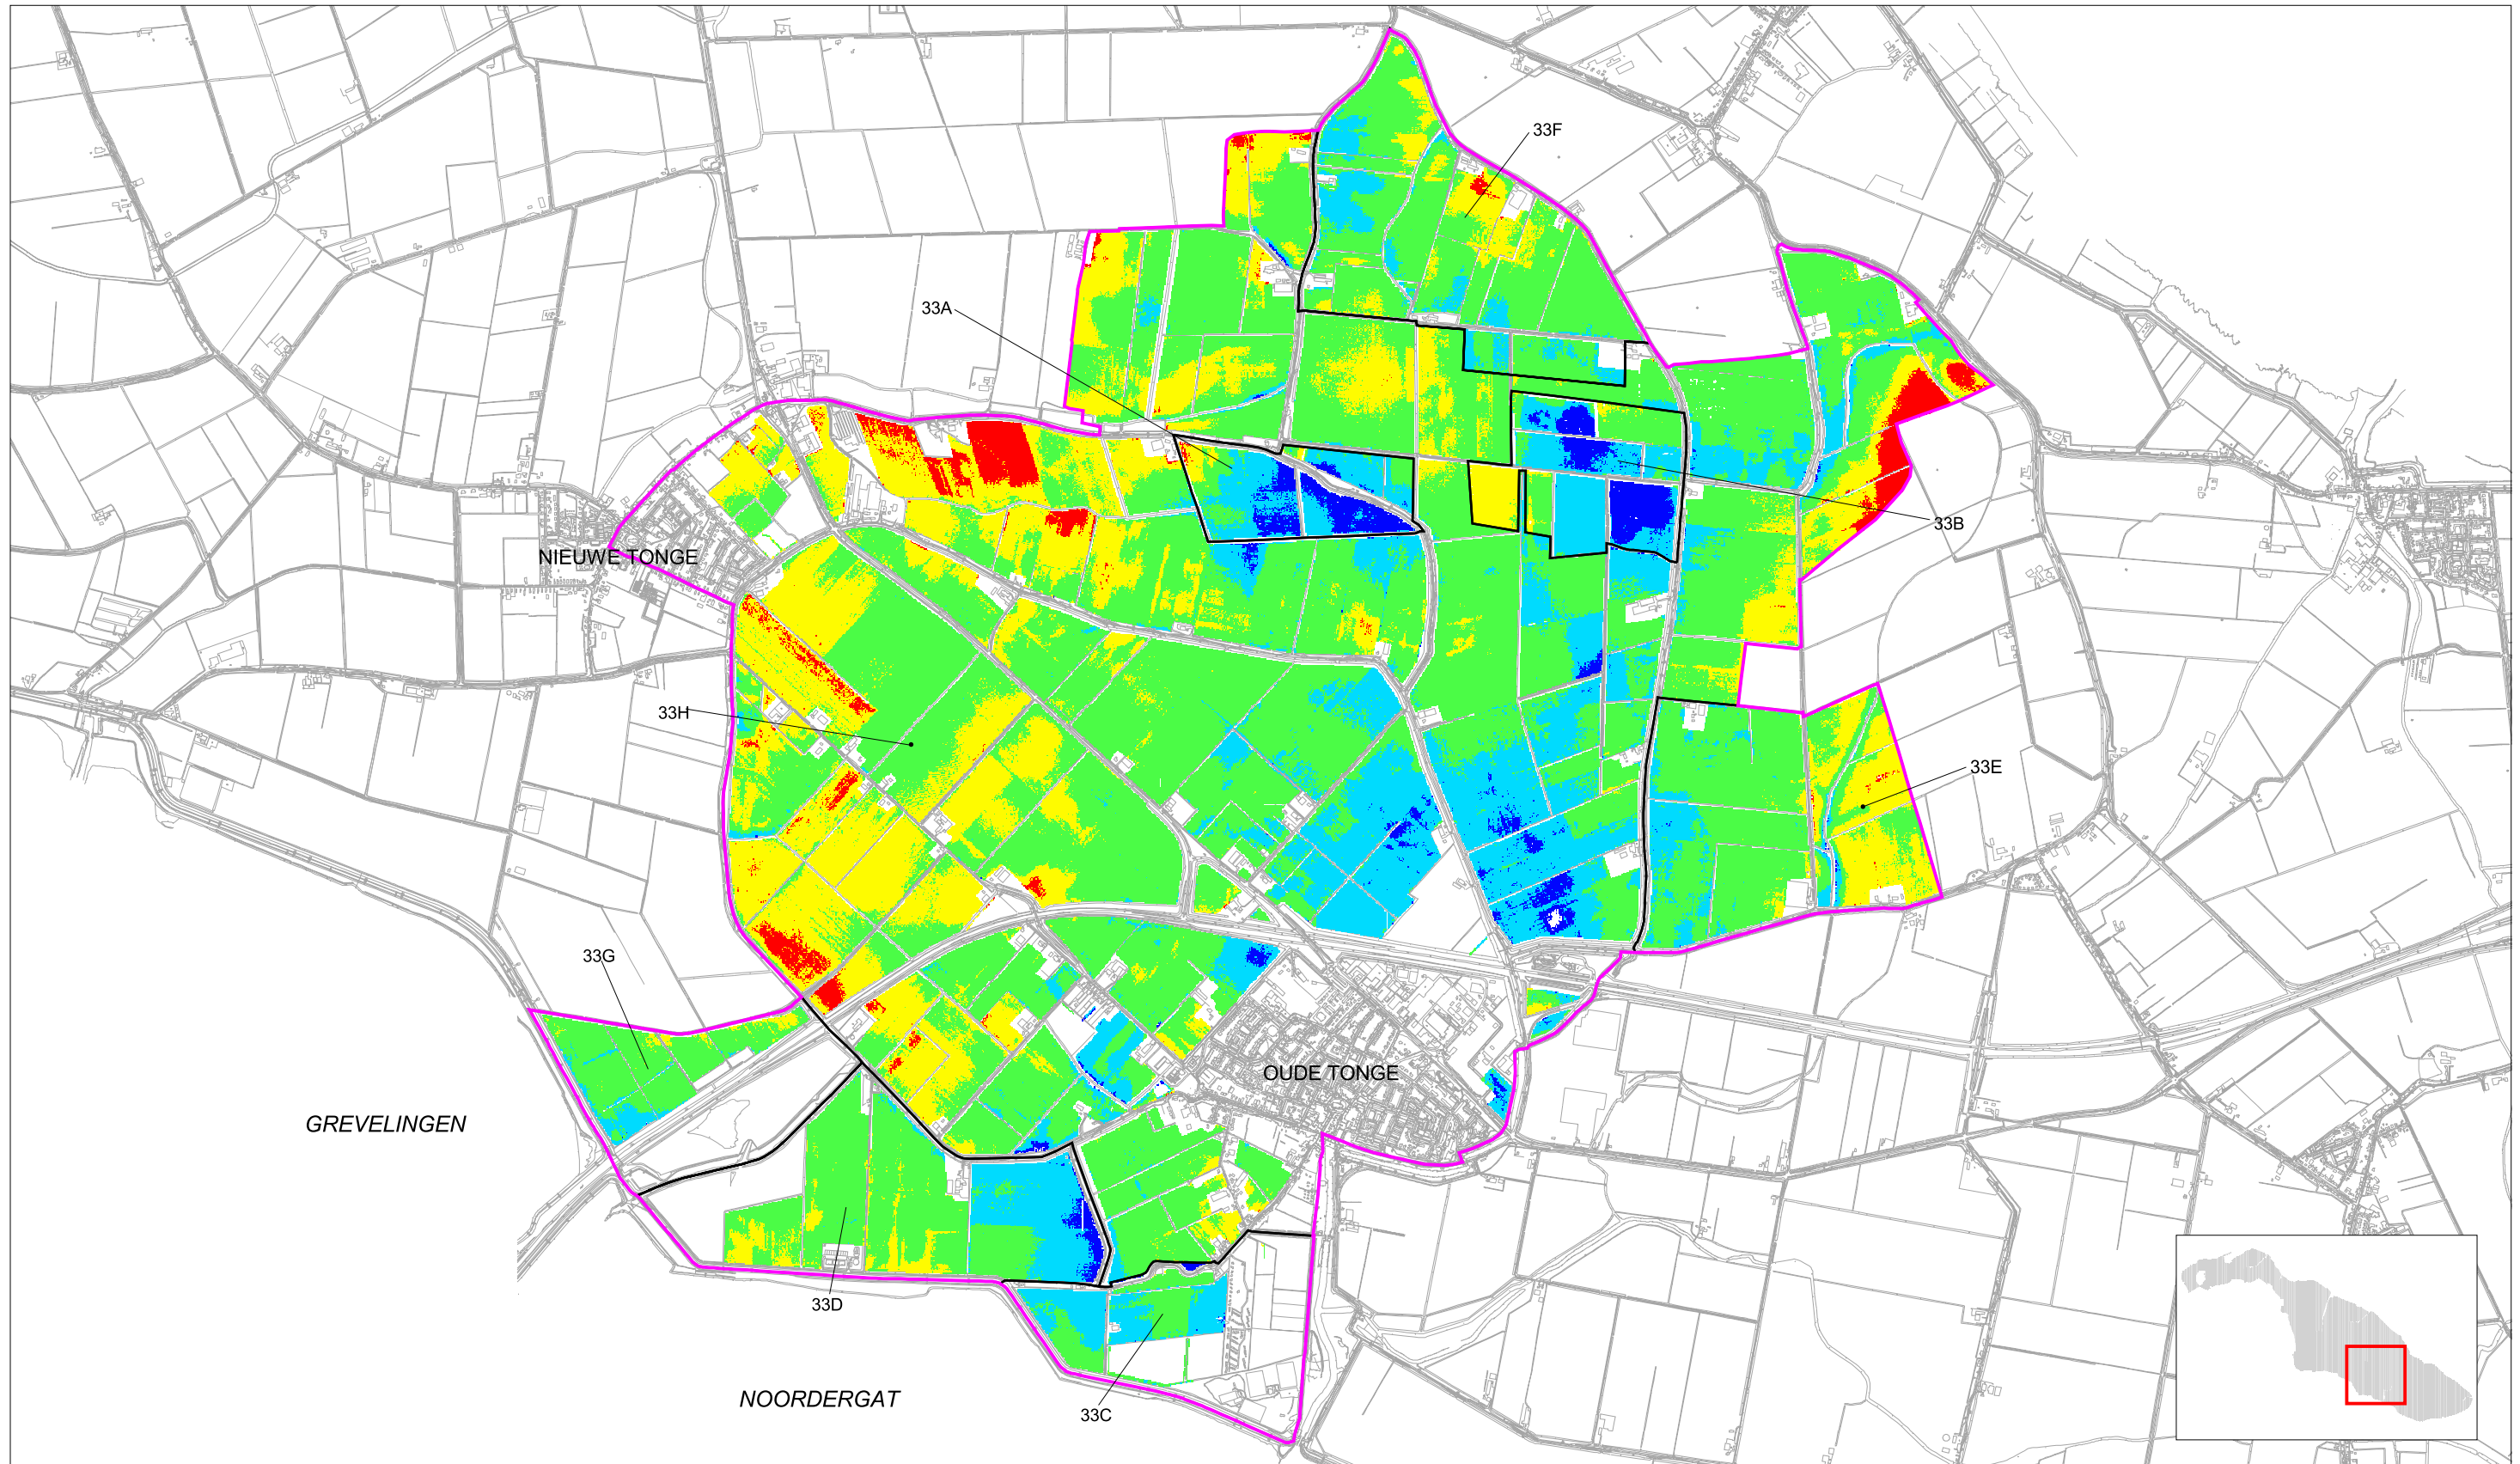 33F
33A
33B
NIEUWE TONGE
33H
33E
33G
OUDE TONGE
GREVELINGEN
33D
NOORDERGAT
33C